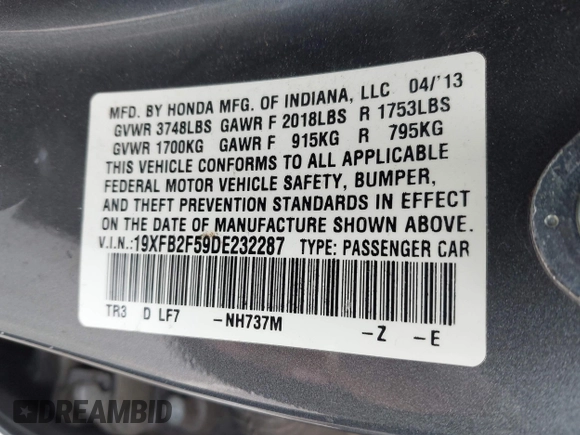 MFD. BY HONDA MFG. OF INDIANA, LLC 04/'13
GVWR 3748LBS GAWR F 2018LBS R 1753LBS
GVWR 1700KG GAWR F 915KG R 795KG
THIS VEHICLE CONFORMS TO ALL APPLICABLE
FEDERAL MOTOR VEHICLE SAFETY, BUMPER,
AND THEFT PREVENTION STANDARDS IN EFFECT
ON THE DATE OF MANUFACTURE SHOWN ABOVE.
V.I.N.:19XFB2F59DE232287 TYPE: PASSENGER CAR
TR3 D LF7 -NH737M -Z -E
DREAMBID